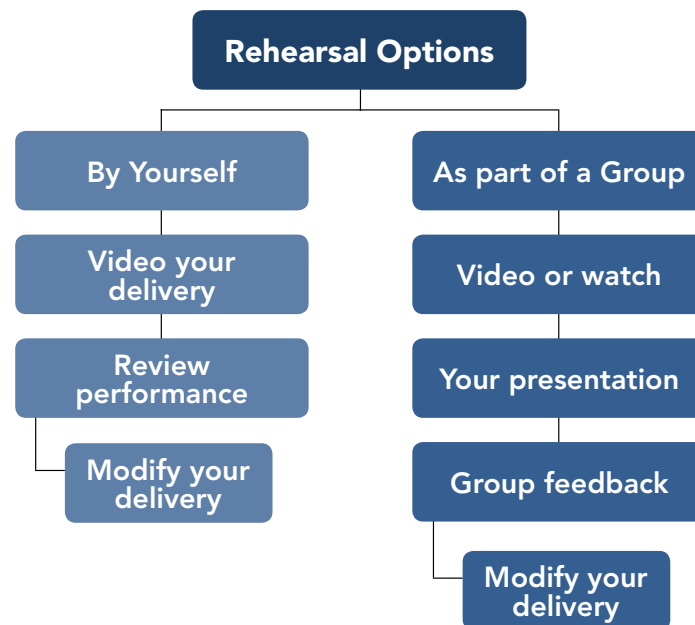 Rehearsal Options
By Yourself
Video your
delivery
Review
performance
Modify your
delivery
As part of a Group
Video or watch
Your presentation
Group feedback
Modify your
delivery